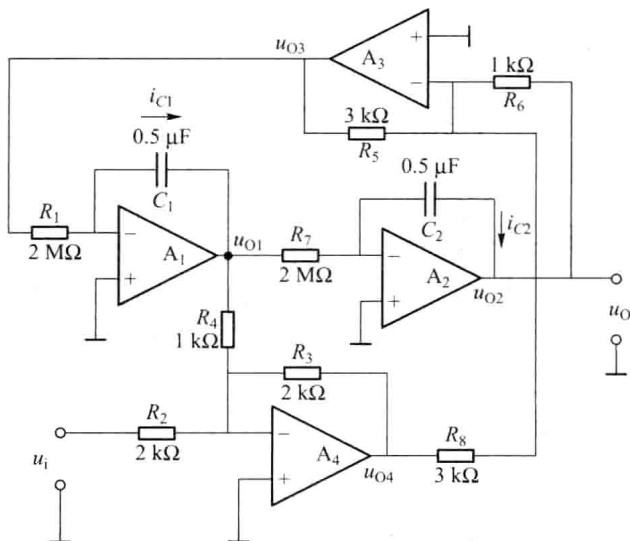 u_O3
A_3
+
−
1 kΩ
R_6
3 kΩ
R_5
i_C1
0.5 μF
C_1
R_1
2 MΩ
−
+
A_1
u_O1
R_7
2 MΩ
0.5 μF
C_2
i_C2
−
+
A_2
u_O2
u_O
R_4
1 kΩ
R_3
2 kΩ
R_2
2 kΩ
u_i
−
+
A_4
u_O4
R_8
3 kΩ